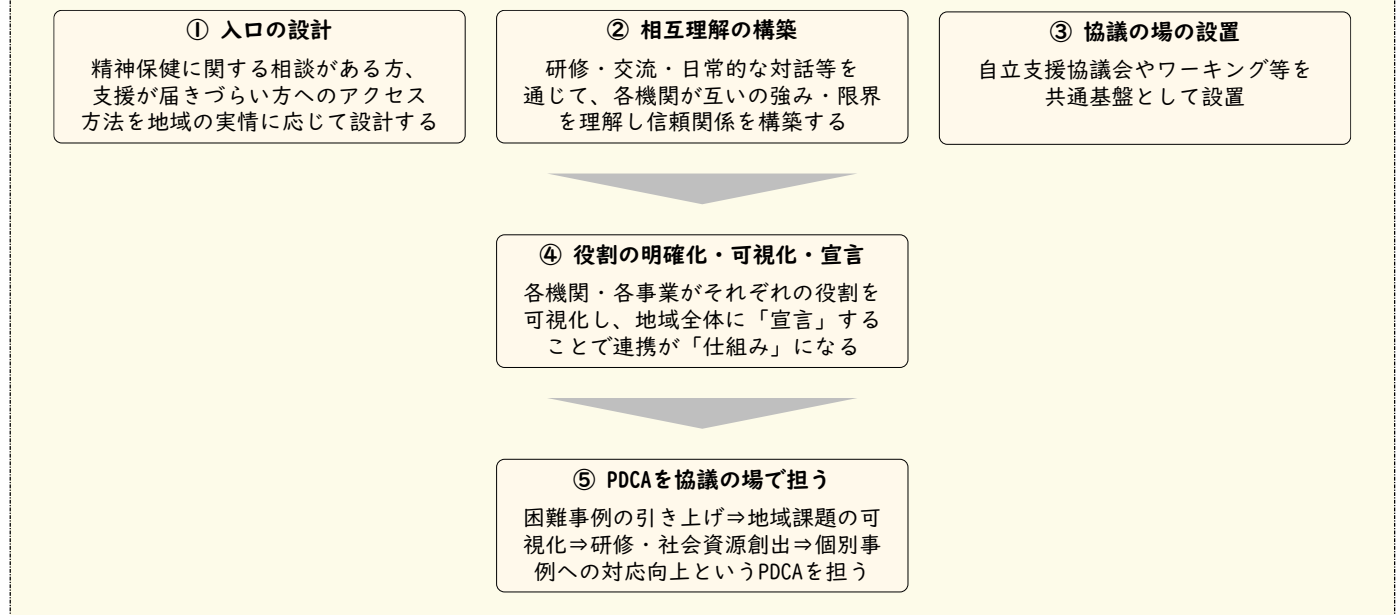 ① 入口の設計
精神保健に関する相談がある方、
支援が届きづらい方へのアクセス
方法を地域の実情に応じて設計する
② 相互理解の構築
研修・交流・日常的な対話等を
通じて、各機関が互いの強み・限界
を理解し信頼関係を構築する
③ 協議の場の設置
自立支援協議会やワーキング等を
共通基盤として設置
④ 役割の明確化・可視化・宣言
各機関・各事業がそれぞれの役割を
可視化し、地域全体に「宣言」する
ことで連携が「仕組み」になる
⑤ PDCAを協議の場で担う
困難事例の引き上げ⇒地域課題の可
視化⇒研修・社会資源創出⇒個別事
例への対応向上というPDCAを担う